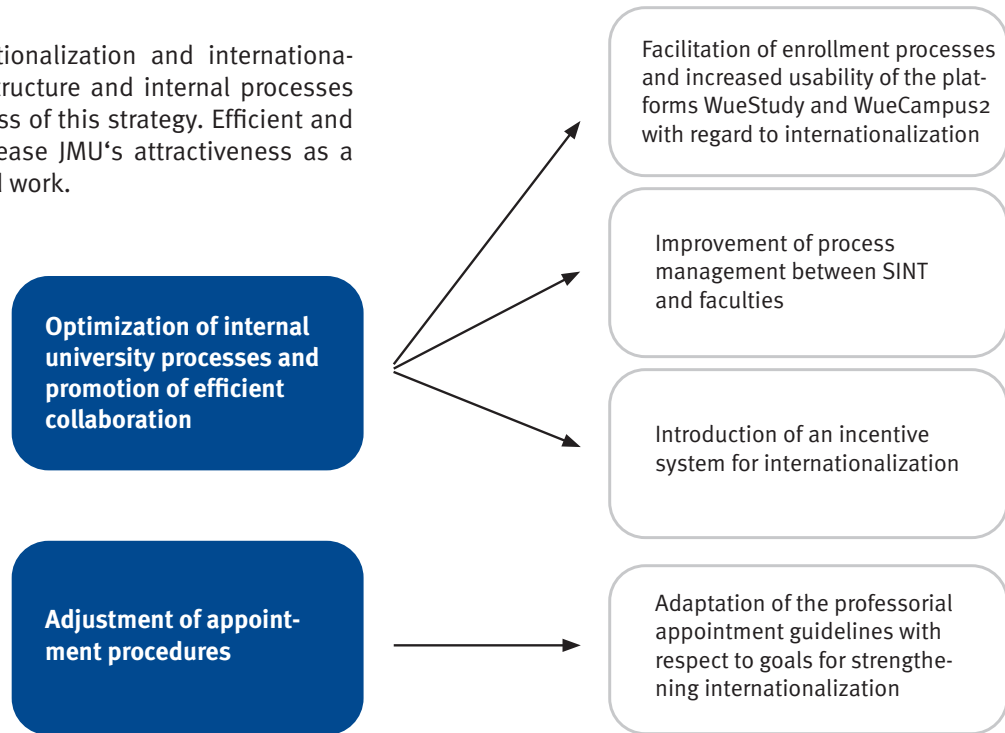 tionalization and internationa-
structure and internal processes
ss of this strategy. Efficient and
ease JMU‘s attractiveness as a
work.
Optimization of internal
university processes and
promotion of efficient
collaboration
Facilitation of enrollment processes
and increased usability of the plat-
forms WueStudy and WueCampus2
with regard to internationalization
Improvement of process
management between SINT
and faculties
Introduction of an incentive
system for internationalization
Adjustment of appoint-
ment procedures
Adaptation of the professorial
appointment guidelines with
respect to goals for strengthe-
ning internationalization